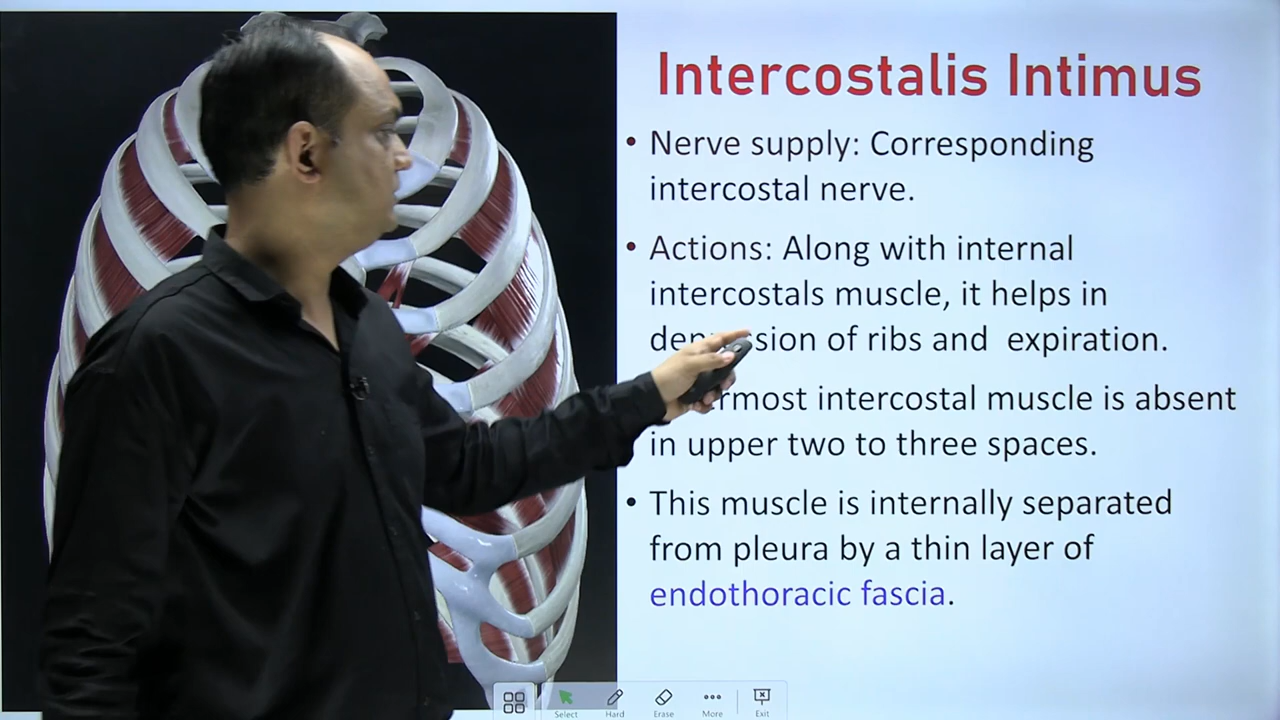 Intercostalis Intimus
• Nerve supply: Corresponding
intercostal nerve.
• Actions: Along with internal
intercostals muscle, it helps in
of ribs and expiration.
intercostal muscle is absent
in upper two to three spaces.
• This muscle is internally separated
from pleura by a thin layer of
endothoracic fascia.
Select Hard Erase More Exit